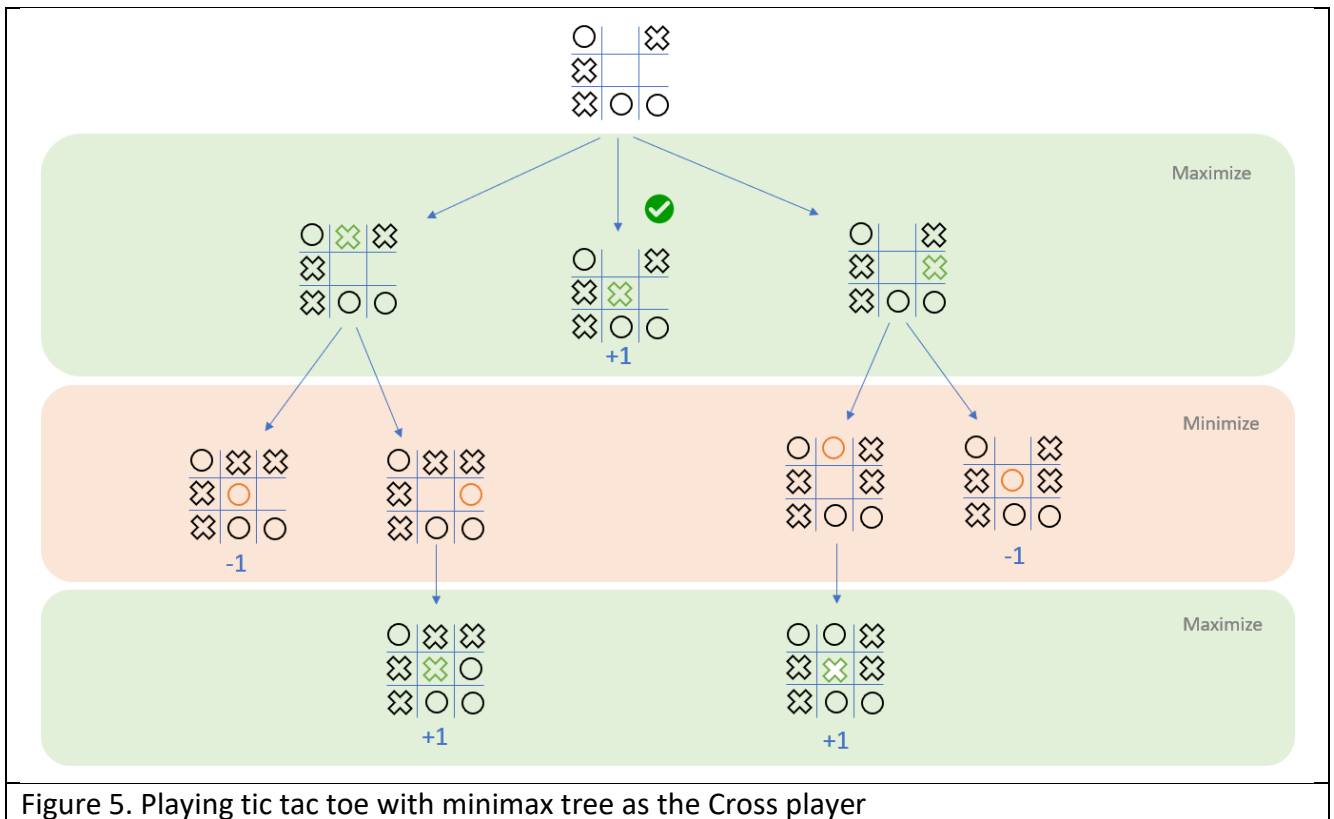 Maximize
+1
Minimize
-1
-1
Maximize
+1
+1
Figure 5. Playing tic tac toe with minimax tree as the Cross player